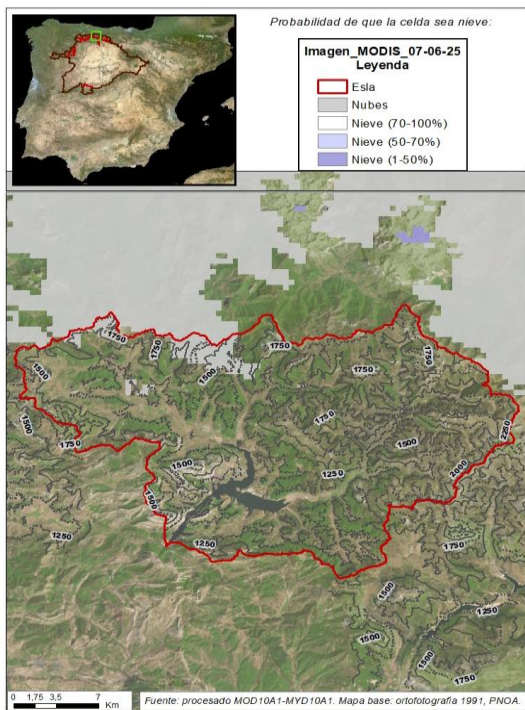 Probabilidad de que la celda sea nieve:
Imagen_MODIS_07-06-25
Leyenda
Esla
Nubes
Nieve (70-100%)
Nieve (50-70%)
Nieve (1-50%)
1750
1750
1750
1500
1500
1750
1750
1500
1750
1500
2250
1750
1500
1250
2000
1500
1250
1250
1750
1500
1250
1500
1500
1750
0 1,75 3,5 7
Km
Fuente: procesado MOD10A1-MYD10A1. Mapa base: ortofotografía 1991, PNOA.